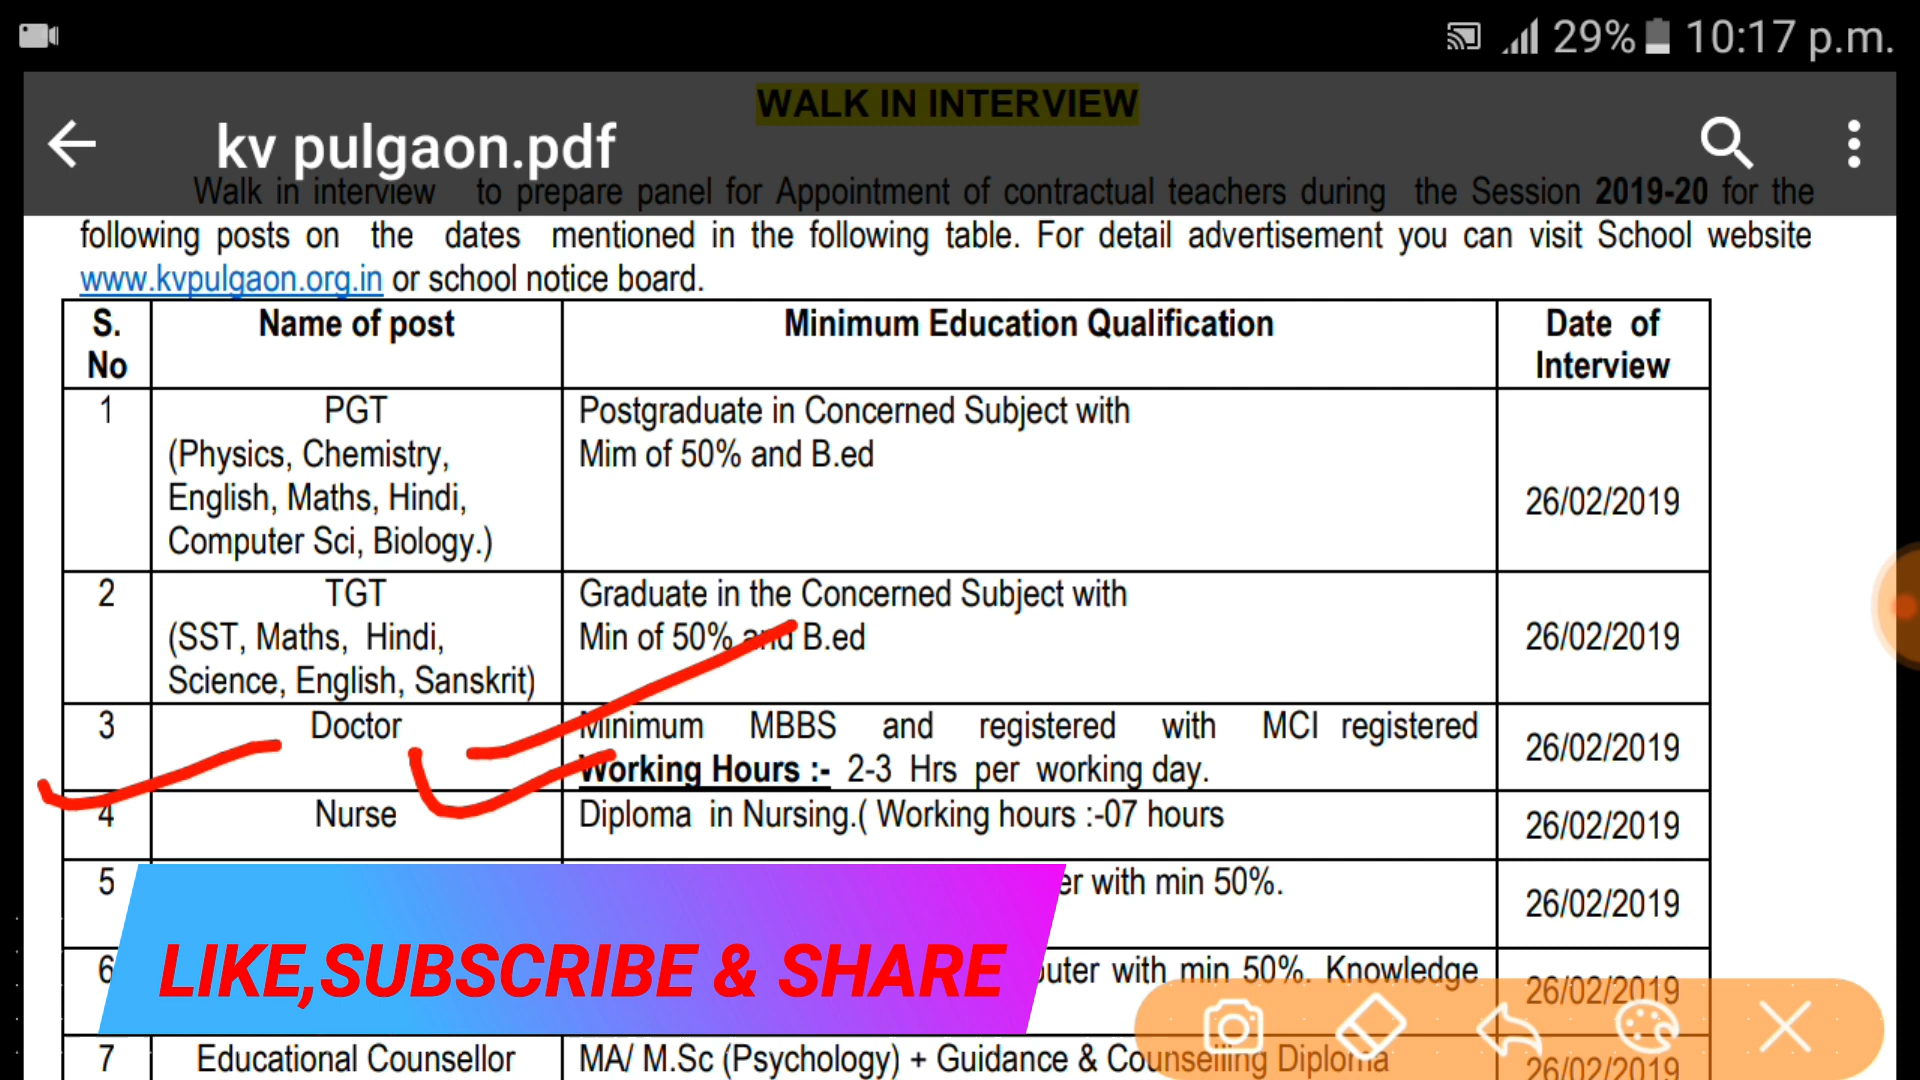 29% 10:17 p.m.
WALK IN INTERVIEW
kv pulgaon.pdf
Walk in interview to prepare panel for Appointment of contractual teachers during the Session 2019-20 for the
following posts on the dates mentioned in the following table. For detail advertisement you can visit School website
www.kvpulgaon.org.in or school notice board.
S. No Name of post Minimum Education Qualification Date of Interview
1 PGT Postgraduate in Concerned Subject with
(Physics, Chemistry, Mim of 50% and B.ed
English, Maths, Hindi, 26/02/2019
Computer Sci, Biology.)
2 TGT Graduate in the Concerned Subject with
(SST, Maths, Hindi, Min of 50% and B.ed 26/02/2019
Science, English, Sanskrit)
3 Doctor Minimum MBBS and registered with MCI registered
Working Hours :- 2-3 Hrs per working day. 26/02/2019
4 Nurse Diploma in Nursing.( Working hours :-07 hours 26/02/2019
5 with min 50%. 26/02/2019
6 with min 50%. Knowledge 26/02/2019
LIKE,SUBSCRIBE & SHARE
7 Educational Counsellor MA/ M.Sc (Psychology) + Guidance & Counselling Diploma 26/02/2019